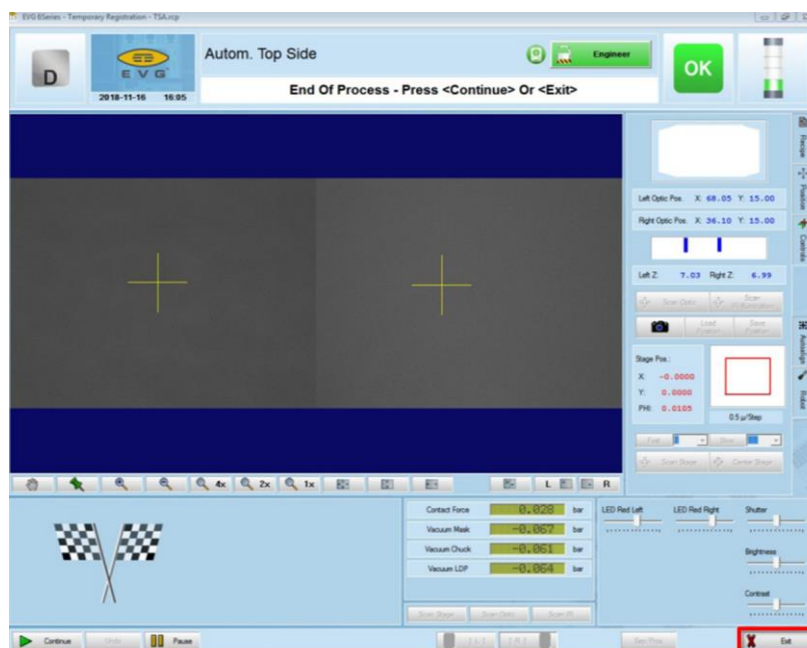 EVG 6Series - Temporary Registration - TSA.rcp
D
EVG
2018-11-16 16:05
Autom. Top Side
Engineer
End Of Process - Press <Continue> Or <Exit>
OK
Recipe
Position
Controls
Autoalign
Robot
Left Optic Pos. X: 68.05 Y: 15.00
Right Optic Pos. X: 36.10 Y: 15.00
Left Z: 7.03 Right Z: 6.99
Scan Optic
Scan
Load Position
Save Position
Stage Pos.:
X: -0.0000
Y: 0.0000
PHI: 0.0105
0.5 µ/Step
Fast
Slow
Scan Stage
Center Stage
4x 2x 1x
L R
Contact Force 0.028 bar
Vacuum Mask -0.067 bar
Vacuum Chuck -0.061 bar
Vacuum LDP -0.064 bar
Scan Stage Scan Optic
LED Red Left LED Red Right Shutter
Brightness
Contrast
Continue Undo Pause
[ L ] [ R ]
Exit